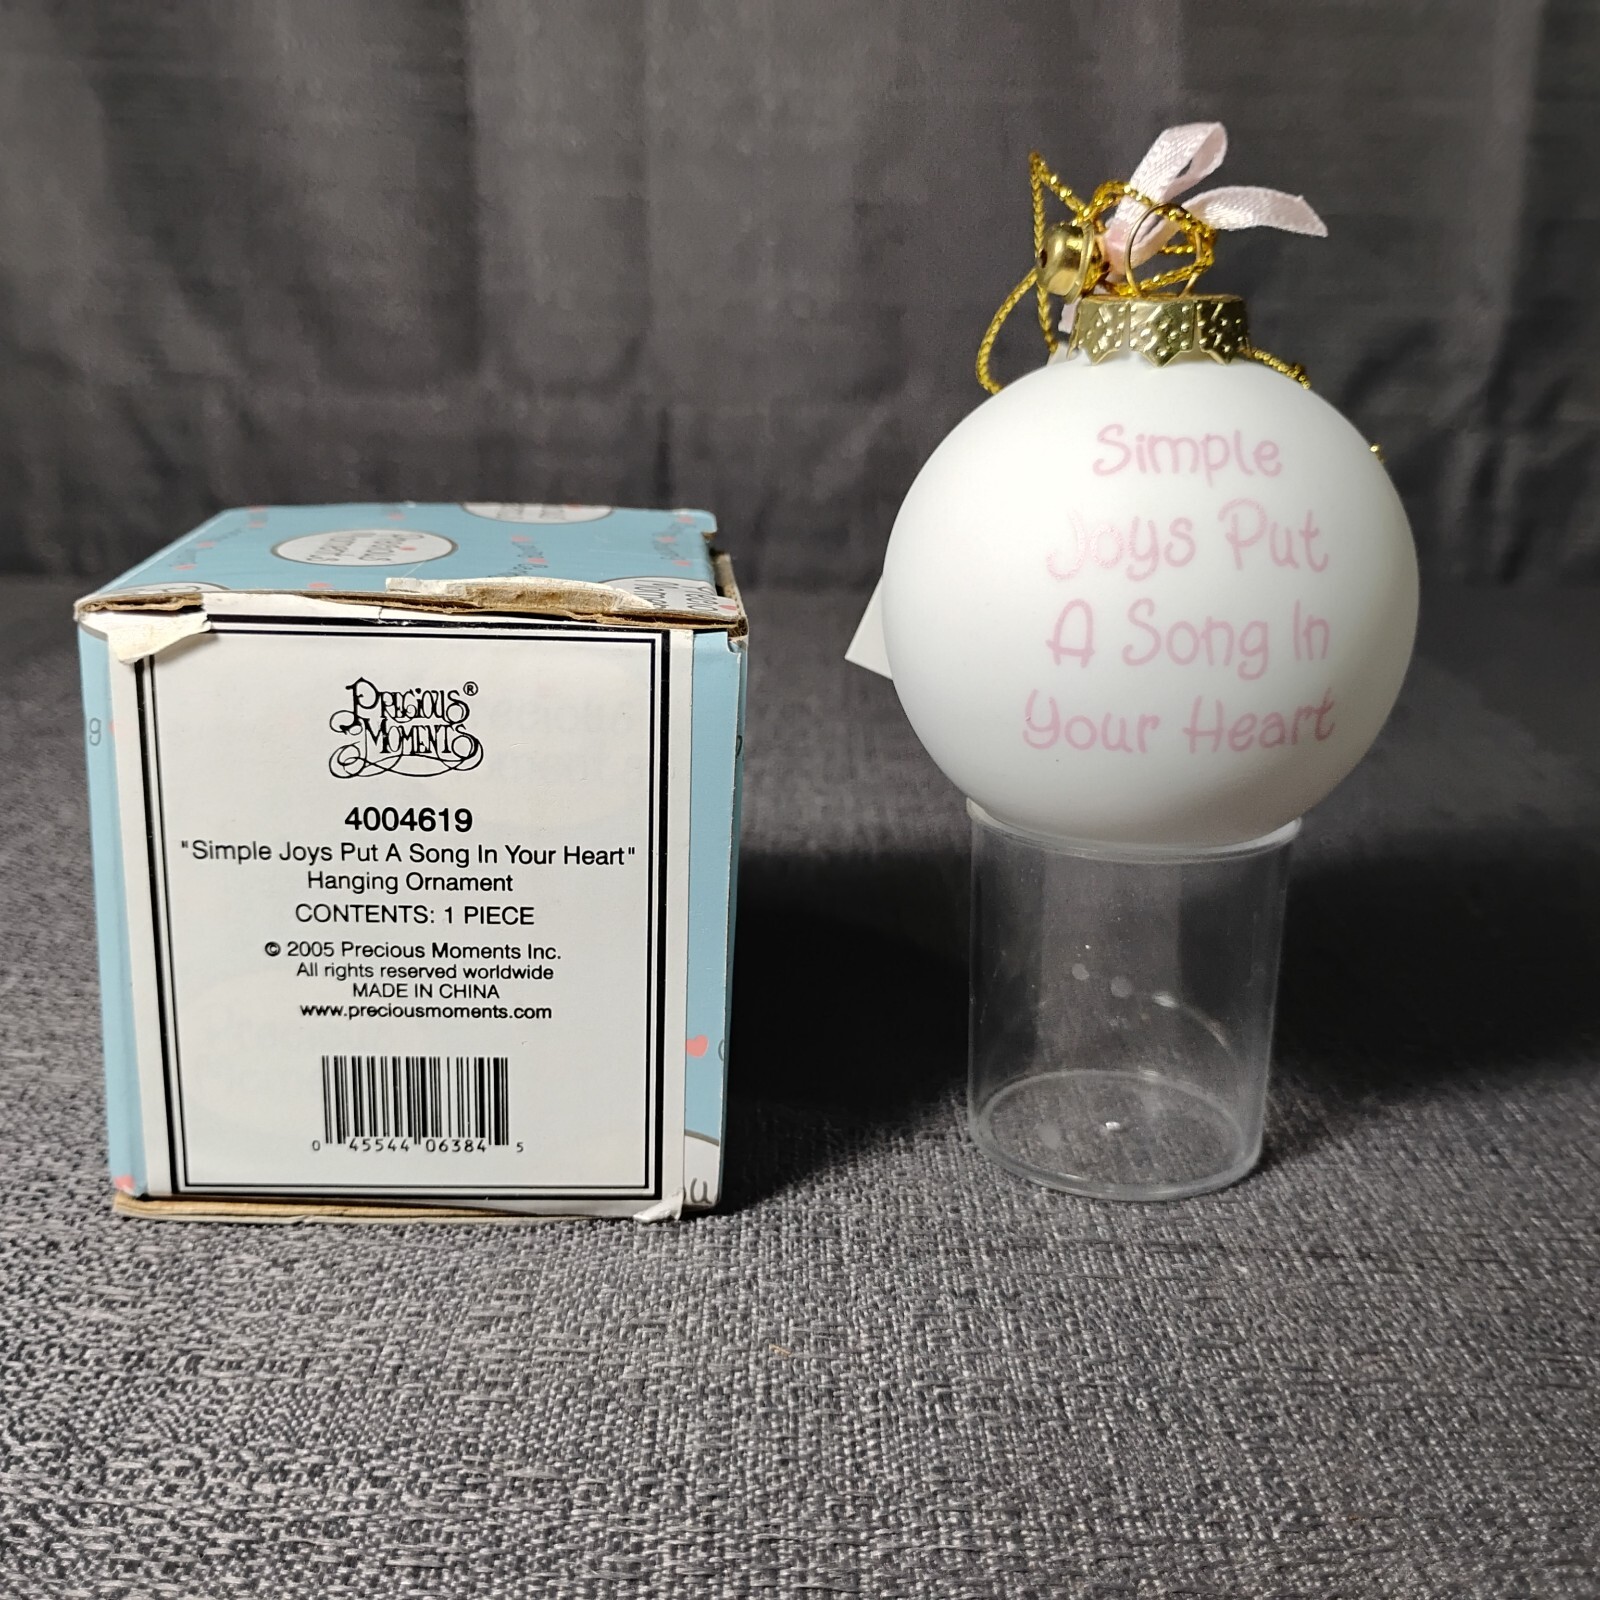 Precious
Moments
PRECIOUS®
MOMENTS
4004619
"Simple Joys Put A Song In Your Heart"
Hanging Ornament
CONTENTS: 1 PIECE
© 2005 Precious Moments Inc.
All rights reserved worldwide
MADE IN CHINA
www.preciousmoments.com
0 45544 06384 5
Simple
Joys Put
A Song In
Your Heart